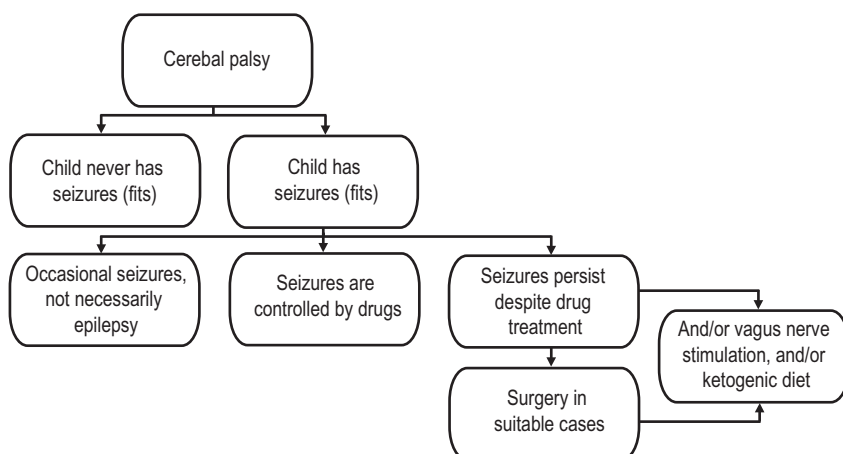 Cerebal palsy
Child never has
seizures (fits)
Child has
seizures (fits)
Occasional seizures,
not necessarily
epilepsy
Seizures are
controlled by drugs
Seizures persist
despite drug
treatment
And/or vagus nerve
stimulation, and/or
ketogenic diet
Surgery in
suitable cases